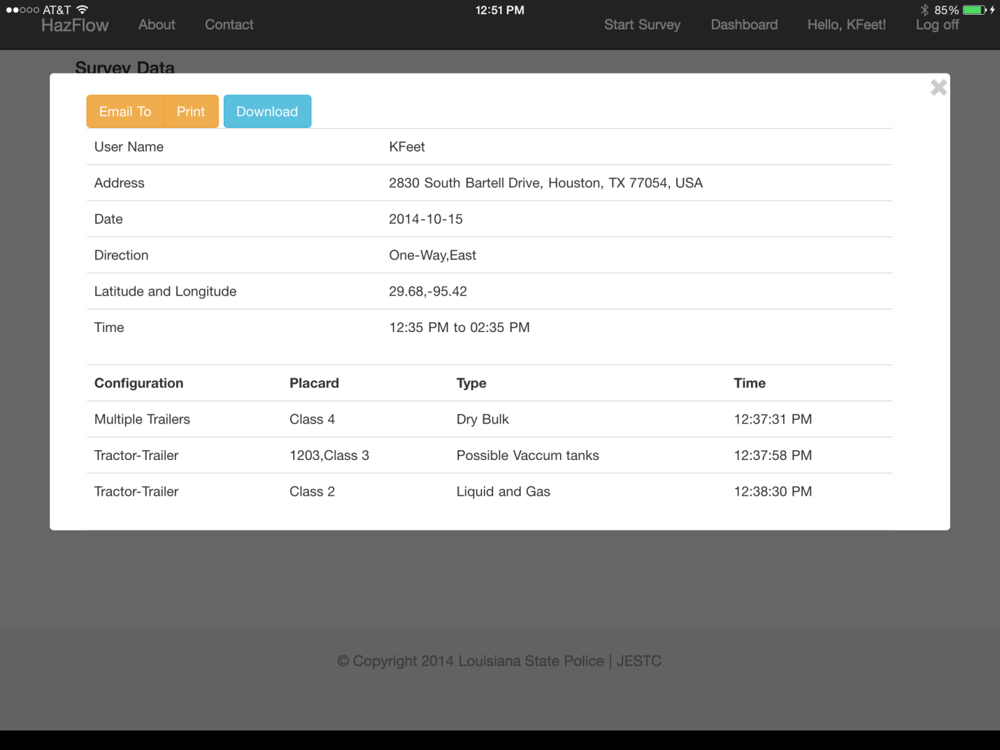 AT&T 12:51 PM 85%
HazFlow About Contact Start Survey Dashboard Hello, KFeet! Log off
Survey Data
Email To Print Download
User Name KFeet
Address 2830 South Bartell Drive, Houston, TX 77054, USA
Date 2014-10-15
Direction One-Way,East
Latitude and Longitude 29.68,-95.42
Time 12:35 PM to 02:35 PM
Configuration Placard Type Time
Multiple Trailers Class 4 Dry Bulk 12:37:31 PM
Tractor-Trailer 1203,Class 3 Possible Vaccum tanks 12:37:58 PM
Tractor-Trailer Class 2 Liquid and Gas 12:38:30 PM
© Copyright 2014 Louisiana State Police | JESTC